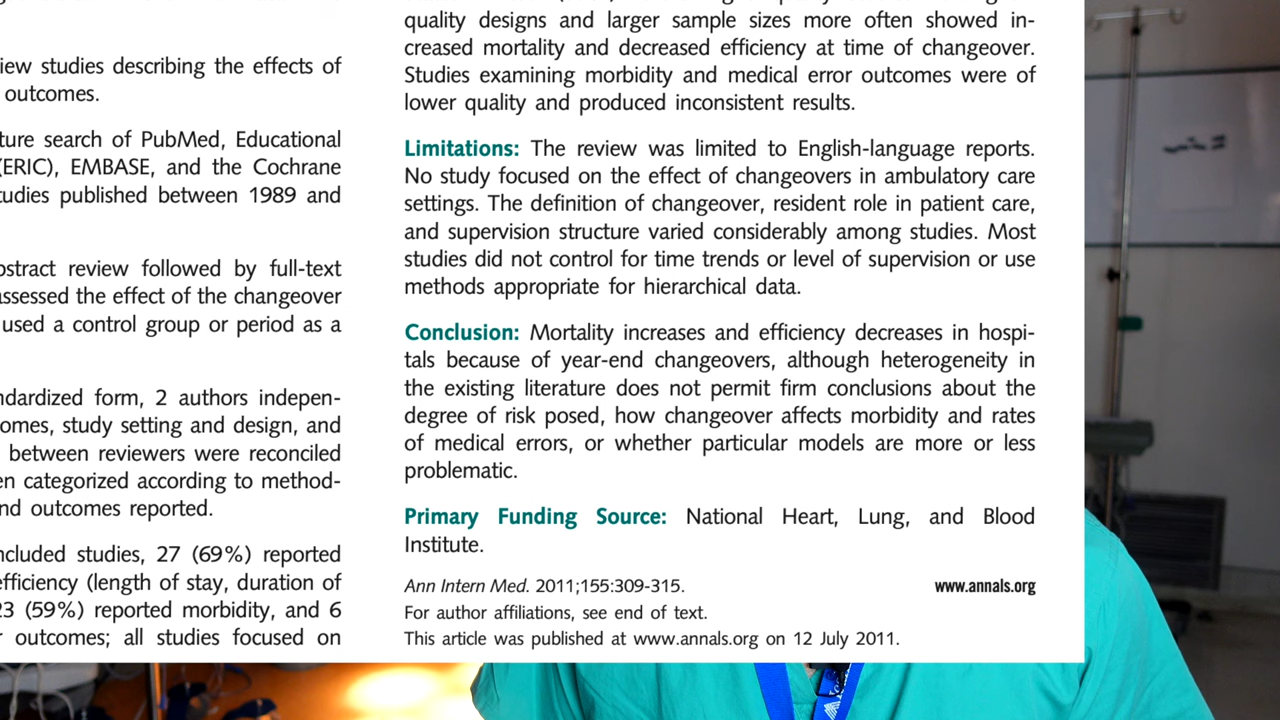 iew studies describing the effects of
outcomes.
ture search of PubMed, Educational
(ERIC), EMBASE, and the Cochrane
tudies published between 1989 and
ostract review followed by full-text
assessed the effect of the changeover
used a control group or period as a
ndardized form, 2 authors indepen-
omes, study setting and design, and
between reviewers were reconciled
en categorized according to method-
nd outcomes reported.
ncluded studies, 27 (69%) reported
efficiency (length of stay, duration of
23 (59%) reported morbidity, and 6
r outcomes; all studies focused on
quality designs and larger sample sizes more often showed in-
creased mortality and decreased efficiency at time of changeover.
Studies examining morbidity and medical error outcomes were of
lower quality and produced inconsistent results.
Limitations: The review was limited to English-language reports.
No study focused on the effect of changeovers in ambulatory care
settings. The definition of changeover, resident role in patient care,
and supervision structure varied considerably among studies. Most
studies did not control for time trends or level of supervision or use
methods appropriate for hierarchical data.
Conclusion: Mortality increases and efficiency decreases in hospi-
tals because of year-end changeovers, although heterogeneity in
the existing literature does not permit firm conclusions about the
degree of risk posed, how changeover affects morbidity and rates
of medical errors, or whether particular models are more or less
problematic.
Primary Funding Source: National Heart, Lung, and Blood
Institute.
Ann Intern Med. 2011;155:309-315. www.annals.org
For author affiliations, see end of text.
This article was published at www.annals.org on 12 July 2011.